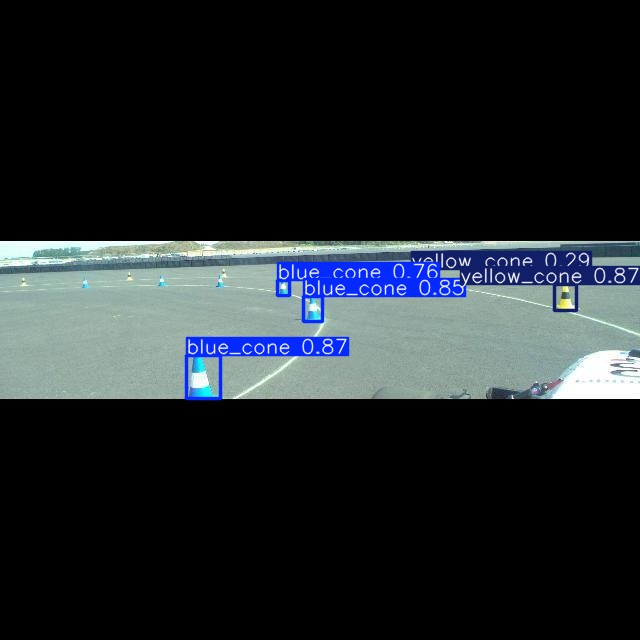 yellow_cone 0.29
blue_cone 0.76
yellow_cone 0.87
blue_cone 0.85
blue_cone 0.87